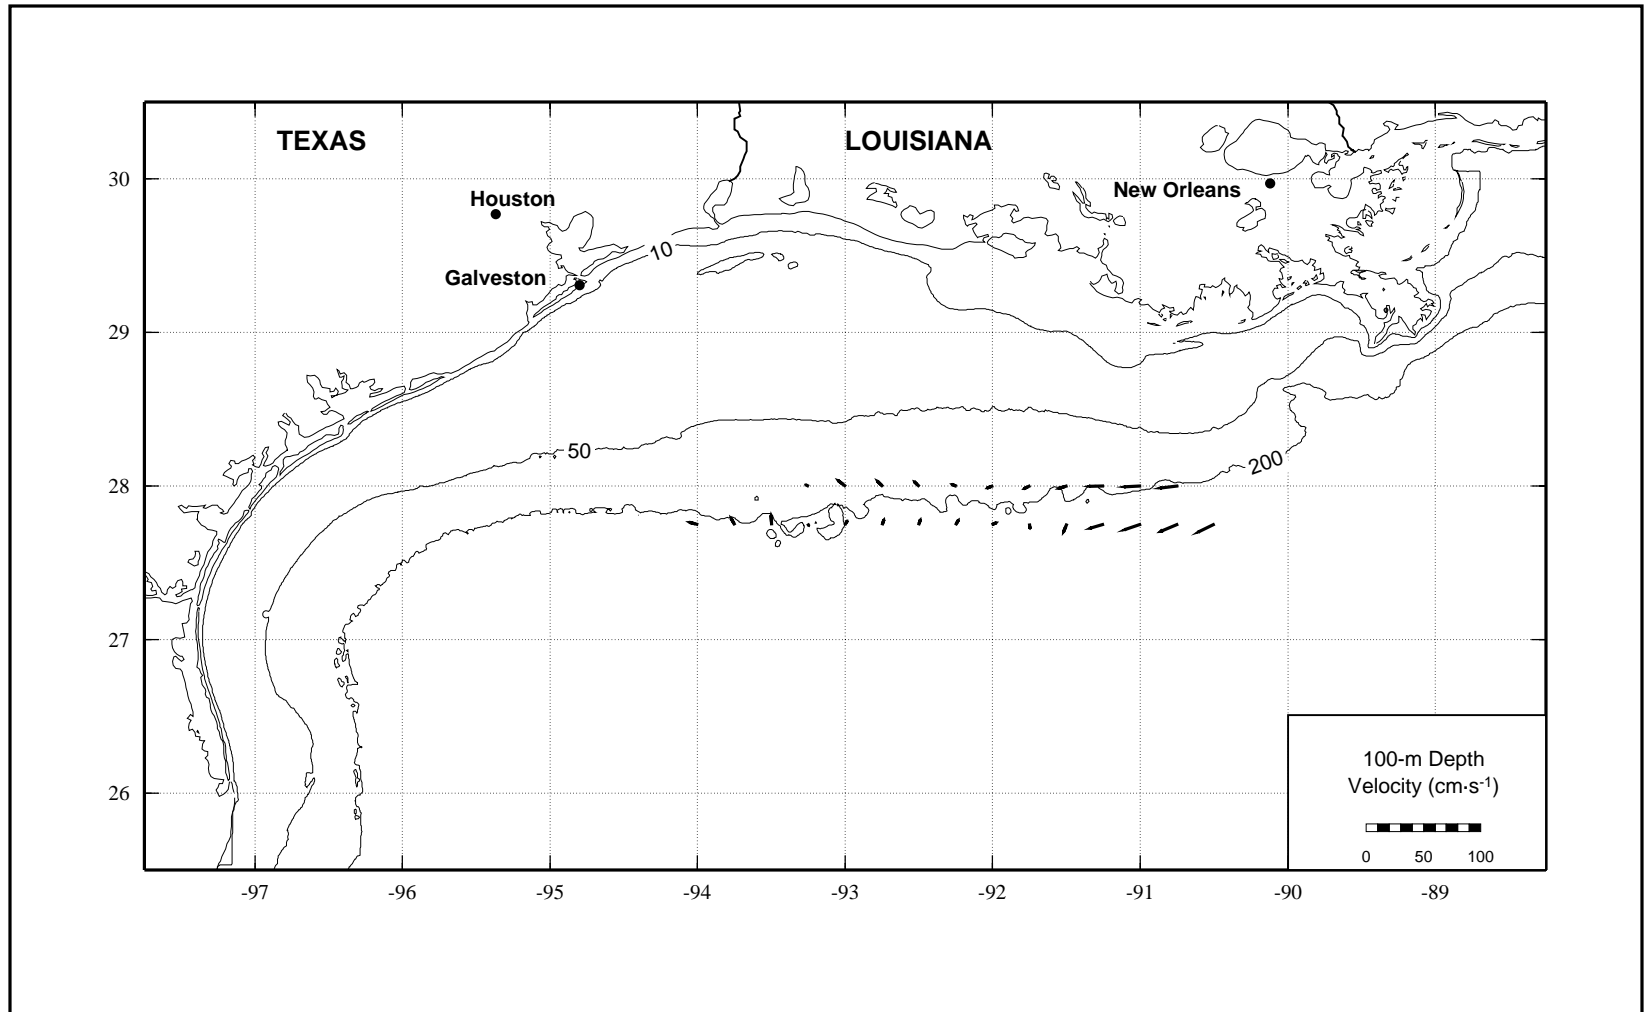 TEXAS
LOUISIANA
30
New Orleans
Houston
10
Galveston
29
50
200
28
27
100-m Depth
Velocity (cm·s-1)
26
0 50 100
-97 -96 -95 -94 -93 -92 -91 -90 -89